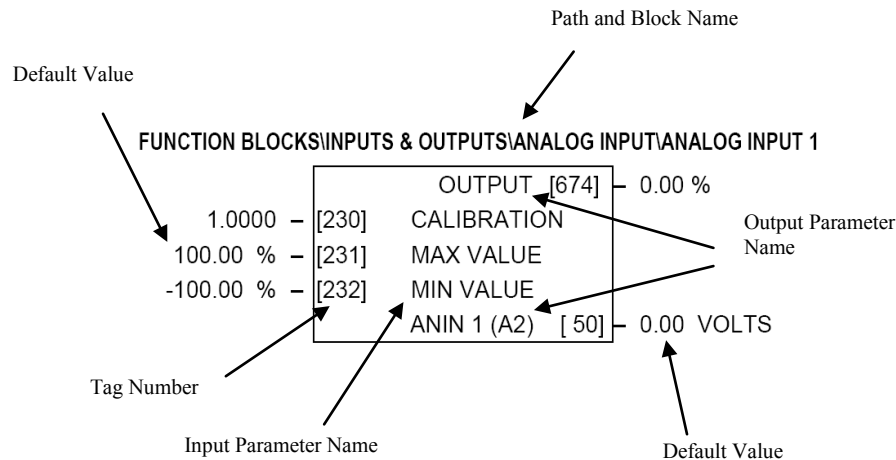 Path and Block Name
Default Value
FUNCTION BLOCKS\INPUTS & OUTPUTS\ANALOG INPUT\ANALOG INPUT 1
OUTPUT [674] – 0.00 %
1.0000 – [230] CALIBRATION
100.00 % – [231] MAX VALUE
-100.00 % – [232] MIN VALUE
ANIN 1 (A2) [ 50] – 0.00 VOLTS
Output Parameter
Name
Tag Number
Input Parameter Name
Default Value